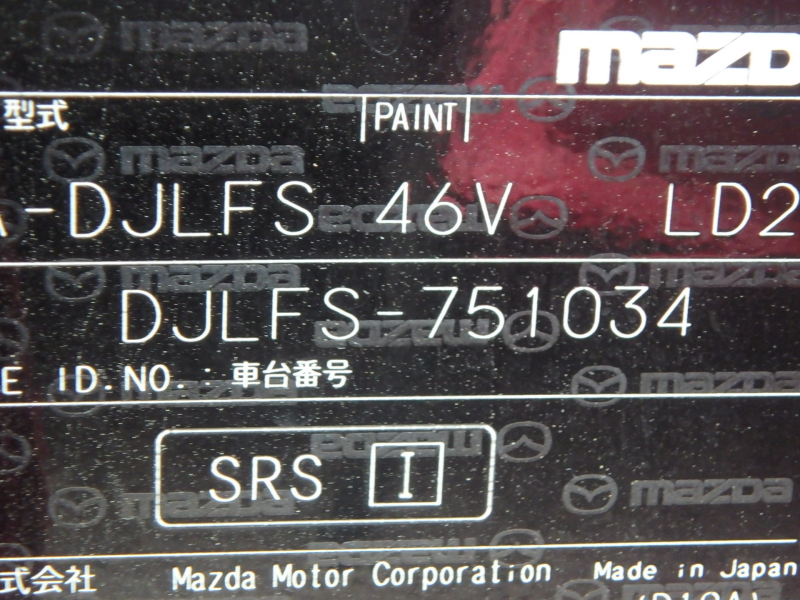 mazda
型式 PAINT
-DJLFS 46V LD2
DJLFS-751034
E ID.NO.: 車台番号
SRS I
式会社 Mazda Motor Corporation Made in Japan